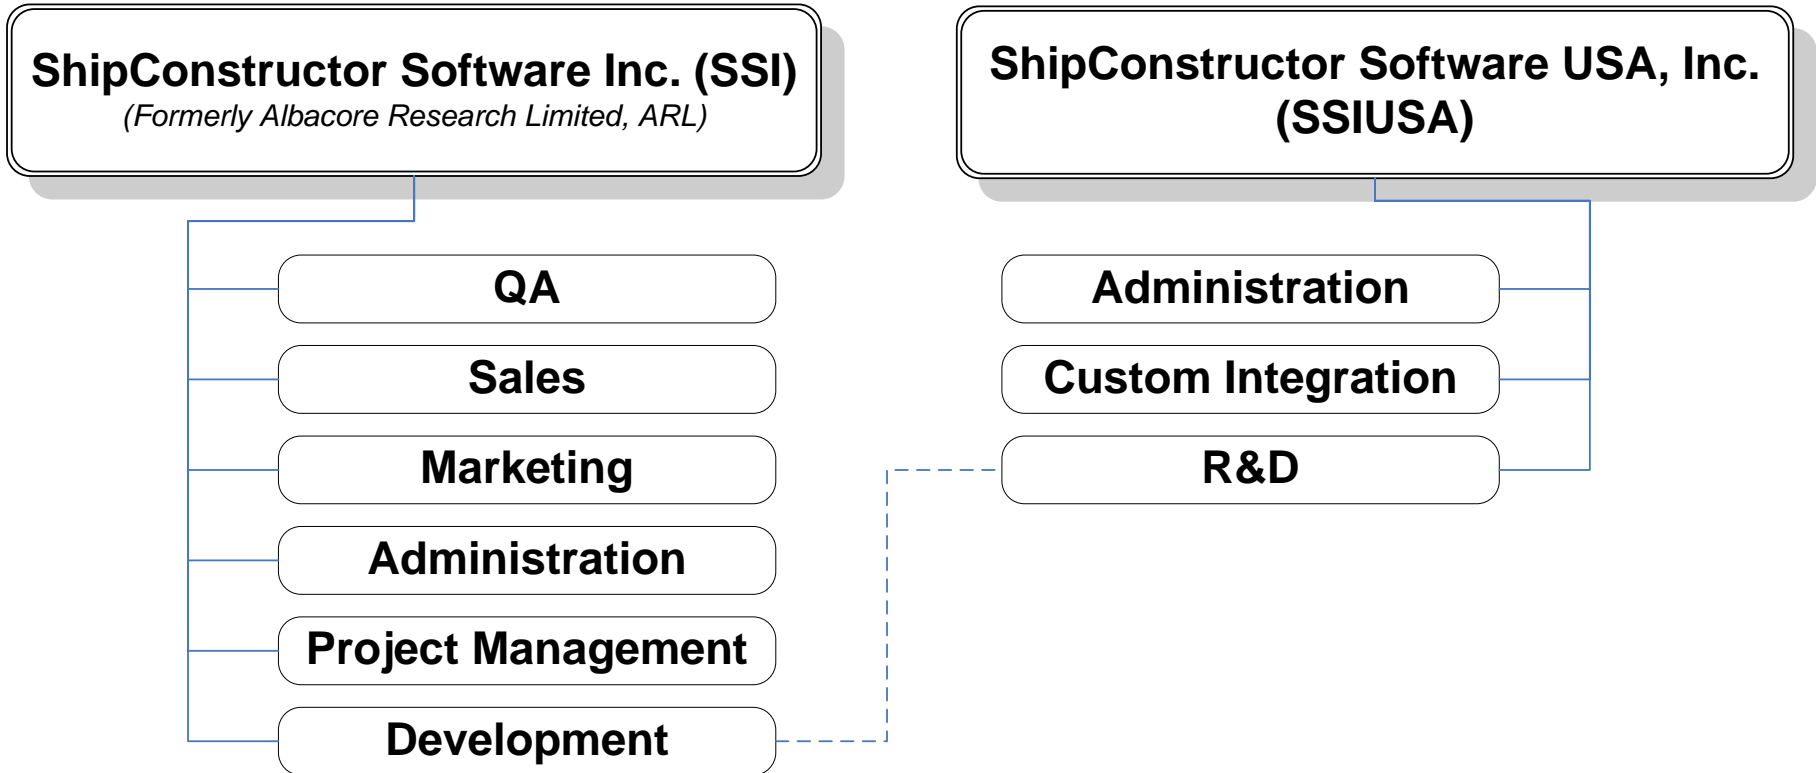 ShipConstructor Software Inc. (SSI)
(Formerly Albacore Research Limited, ARL)
QA
Sales
Marketing
Administration
Project Management
Development
ShipConstructor Software USA, Inc.
(SSIUSA)
Administration
Custom Integration
R&D